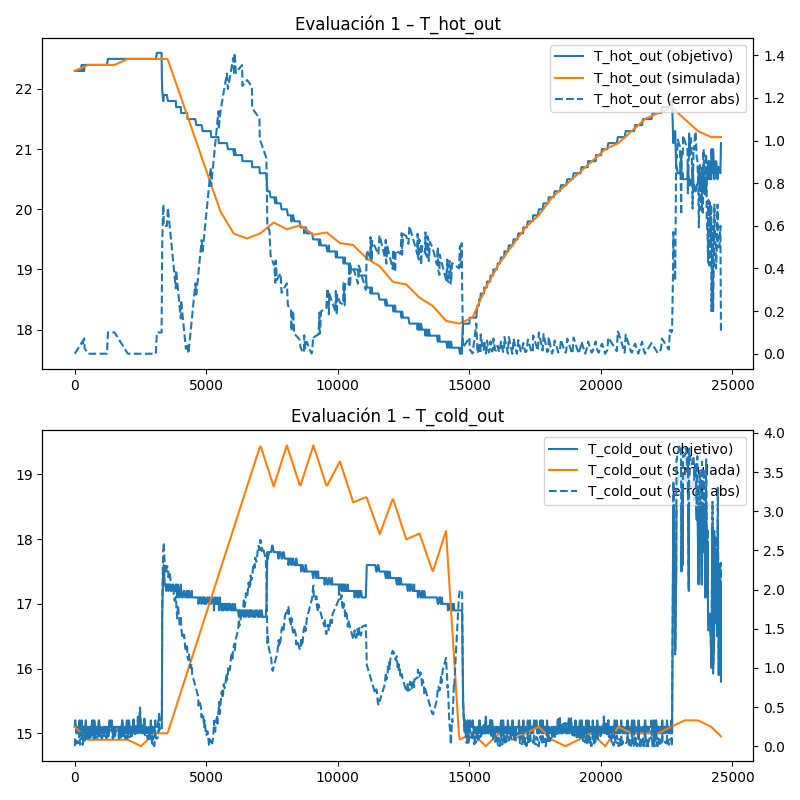 Evaluación 1 – T_hot_out
T_hot_out (objetivo)
T_hot_out (simulada)
T_hot_out (error abs)
22
21
20
19
18
1.4
1.2
1.0
0.8
0.6
0.4
0.2
0.0
0 5000 10000 15000 20000 25000
Evaluación 1 – T_cold_out
T_cold_out (objetivo)
T_cold_out (simulada)
T_cold_out (error abs)
19
18
17
16
15
4.0
3.5
3.0
2.5
2.0
1.5
1.0
0.5
0.0
0 5000 10000 15000 20000 25000